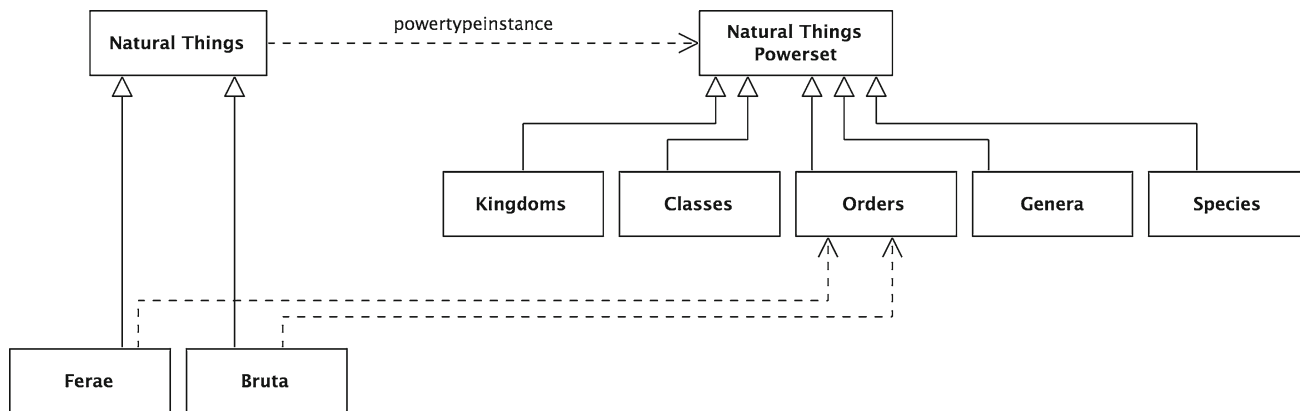 powertypeinstance
Natural Things
Natural Things
Powerset
Kingdoms
Classes
Orders
Genera
Species
Ferae
Bruta